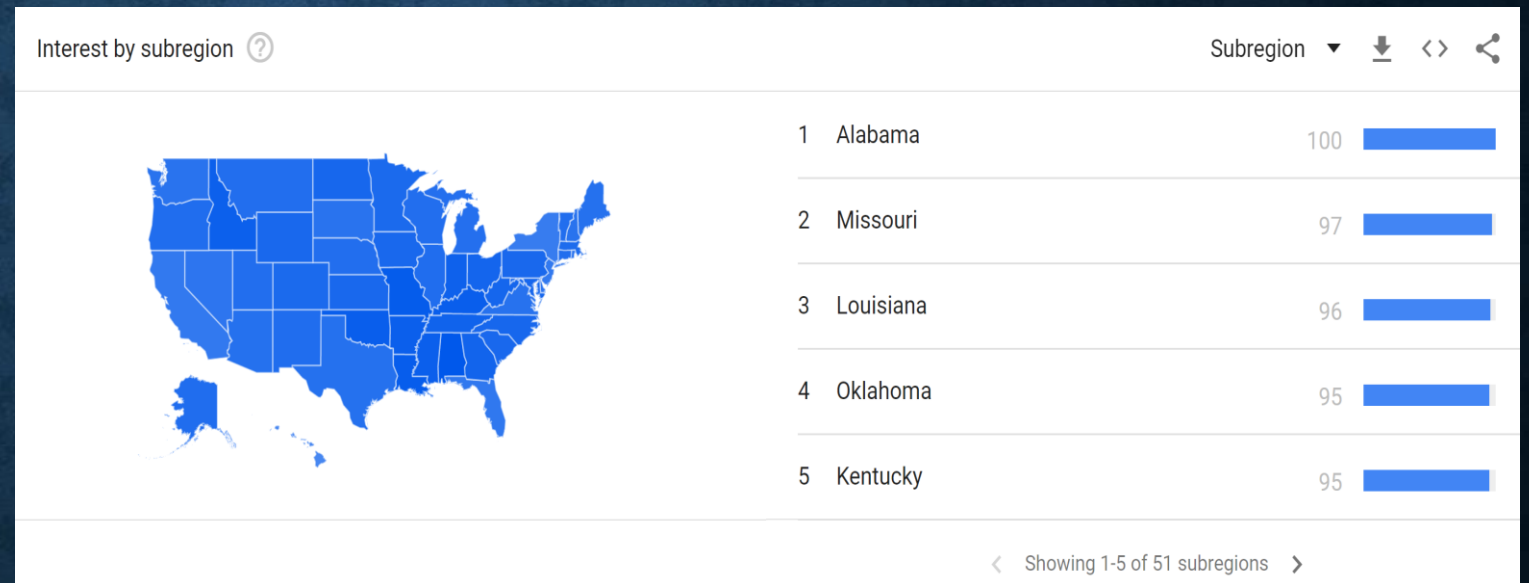 Interest by subregion ?
Subregion
1 Alabama 100
2 Missouri 97
3 Louisiana 96
4 Oklahoma 95
5 Kentucky 95
Showing 1-5 of 51 subregions